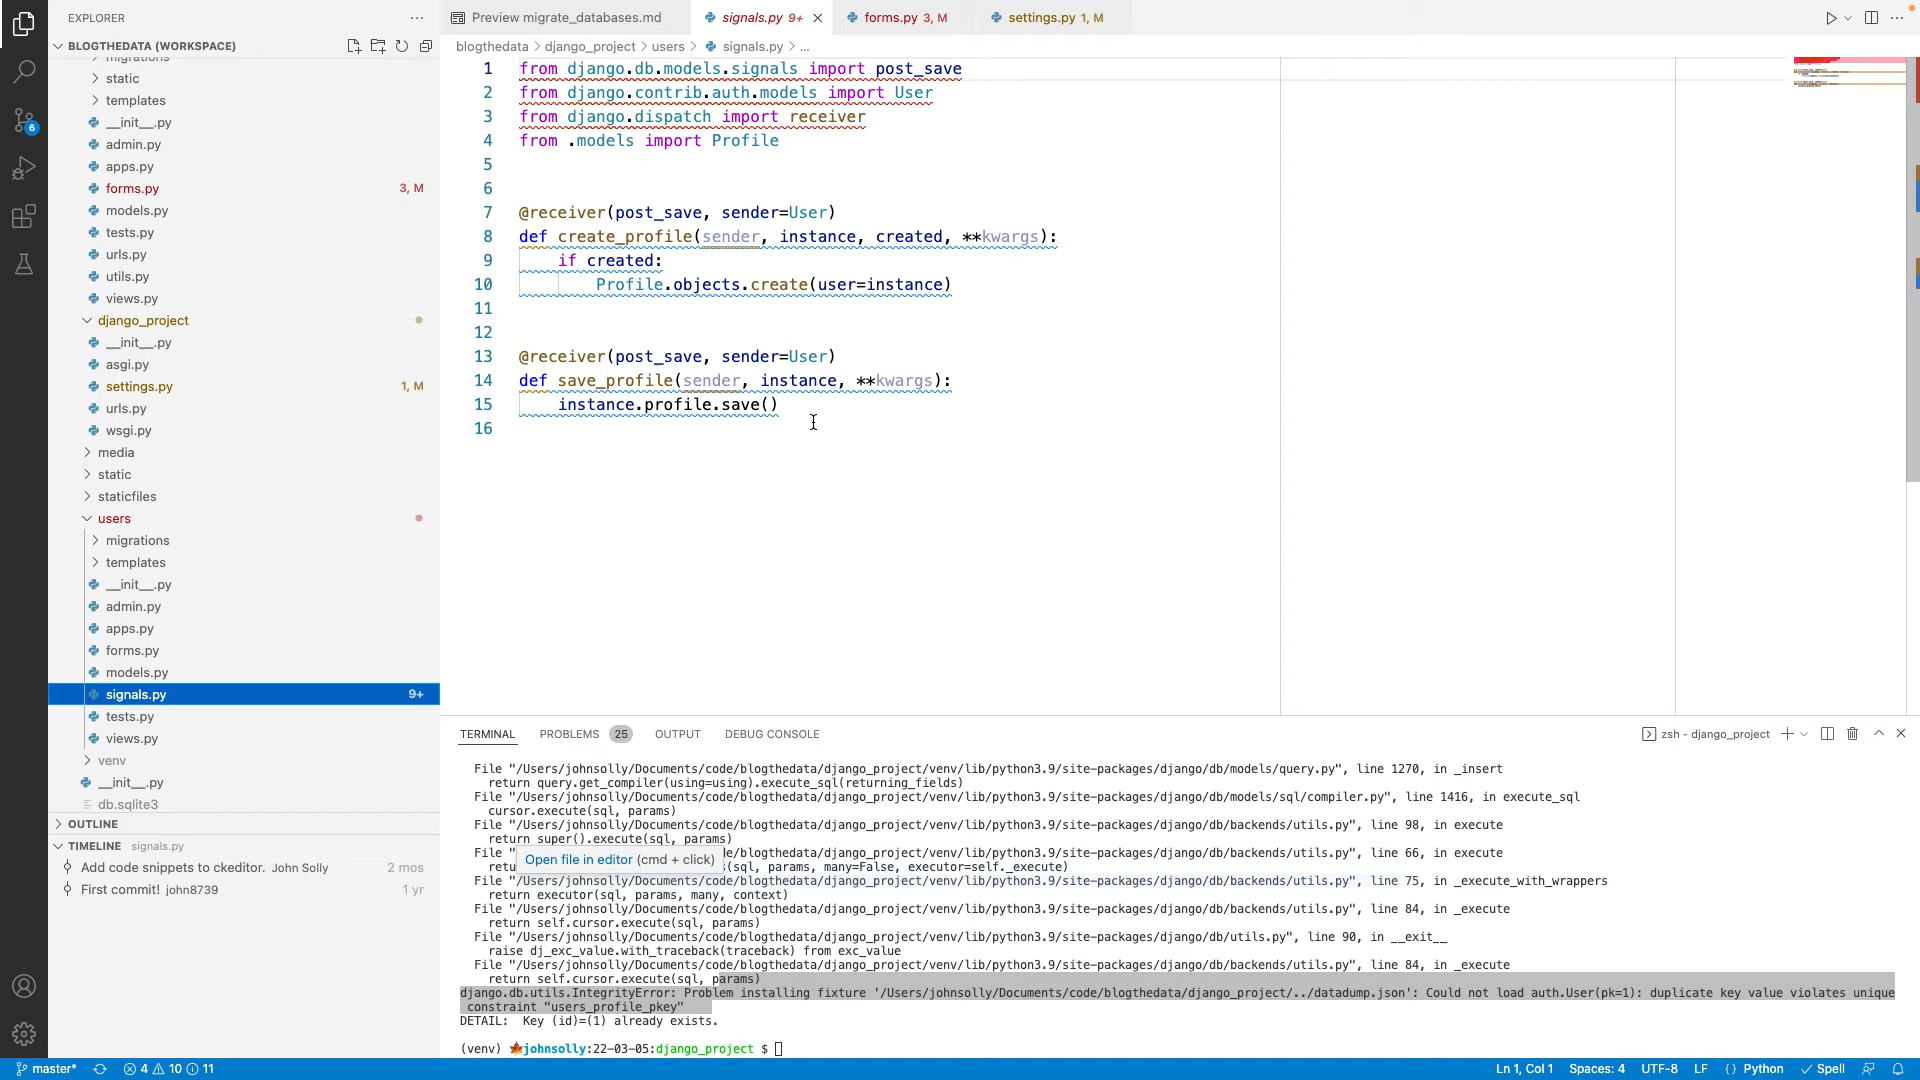 EXPLORER
BLOGTHEDATA (WORKSPACE)
migrations
static
templates
__init__.py
admin.py
apps.py
forms.py 3, M
models.py
tests.py
urls.py
utils.py
views.py
django_project
__init__.py
asgi.py
settings.py 1, M
urls.py
wsgi.py
media
static
staticfiles
users
migrations
templates
__init__.py
admin.py
apps.py
forms.py
models.py
signals.py 9+
tests.py
views.py
venv
__init__.py
db.sqlite3
OUTLINE
TIMELINE signals.py
Add code snippets to ckeditor. John Solly 2 mos
First commit! john8739 1 yr
6
Preview migrate_databases.md
signals.py 9+
forms.py 3, M
settings.py 1, M
blogthedata > django_project > users > signals.py > ...
1 from django.db.models.signals import post_save
2 from django.contrib.auth.models import User
3 from django.dispatch import receiver
4 from .models import Profile
5
6
7 @receiver(post_save, sender=User)
8 def create_profile(sender, instance, created, **kwargs):
9 if created:
10 Profile.objects.create(user=instance)
11
12
13 @receiver(post_save, sender=User)
14 def save_profile(sender, instance, **kwargs):
15 instance.profile.save()
16
TERMINAL PROBLEMS 25 OUTPUT DEBUG CONSOLE
zsh - django_project
File "/Users/johnsolly/Documents/code/blogthedata/django_project/venv/lib/python3.9/site-packages/django/db/models/query.py", line 1270, in _insert
return query.get_compiler(using=using).execute_sql(returning_fields)
File "/Users/johnsolly/Documents/code/blogthedata/django_project/venv/lib/python3.9/site-packages/django/db/models/sql/compiler.py", line 1416, in execute_sql
cursor.execute(sql, params)
File "/Users/johnsolly/Documents/code/blogthedata/django_project/venv/lib/python3.9/site-packages/django/db/backends/utils.py", line 98, in execute
return super().execute(sql, params)
File "de/blogthedata/django_project/venv/lib/python3.9/site-packages/django/db/backends/utils.py", line 66, in execute
Open file in editor (cmd + click)
retu (sql, params, many=False, executor=self._execute)
File "/Users/johnsolly/Documents/code/blogthedata/django_project/venv/lib/python3.9/site-packages/django/db/backends/utils.py", line 75, in _execute_with_wrappers
return executor(sql, params, many, context)
File "/Users/johnsolly/Documents/code/blogthedata/django_project/venv/lib/python3.9/site-packages/django/db/backends/utils.py", line 84, in _execute
return self.cursor.execute(sql, params)
File "/Users/johnsolly/Documents/code/blogthedata/django_project/venv/lib/python3.9/site-packages/django/db/utils.py", line 90, in __exit__
raise dj_exc_value.with_traceback(traceback) from exc_value
File "/Users/johnsolly/Documents/code/blogthedata/django_project/venv/lib/python3.9/site-packages/django/db/backends/utils.py", line 84, in _execute
return self.cursor.execute(sql, params)
django.db.utils.IntegrityError: Problem installing fixture '/Users/johnsolly/Documents/code/blogthedata/django_project/../datadump.json': Could not load auth.User(pk=1): duplicate key value violates unique
constraint "users_profile_pkey"
DETAIL: Key (id)=(1) already exists.
(venv) johnsolly:22-03-05:django_project $
master* 4 10 11 Ln 1, Col 1 Spaces: 4 UTF-8 LF {} Python Spell